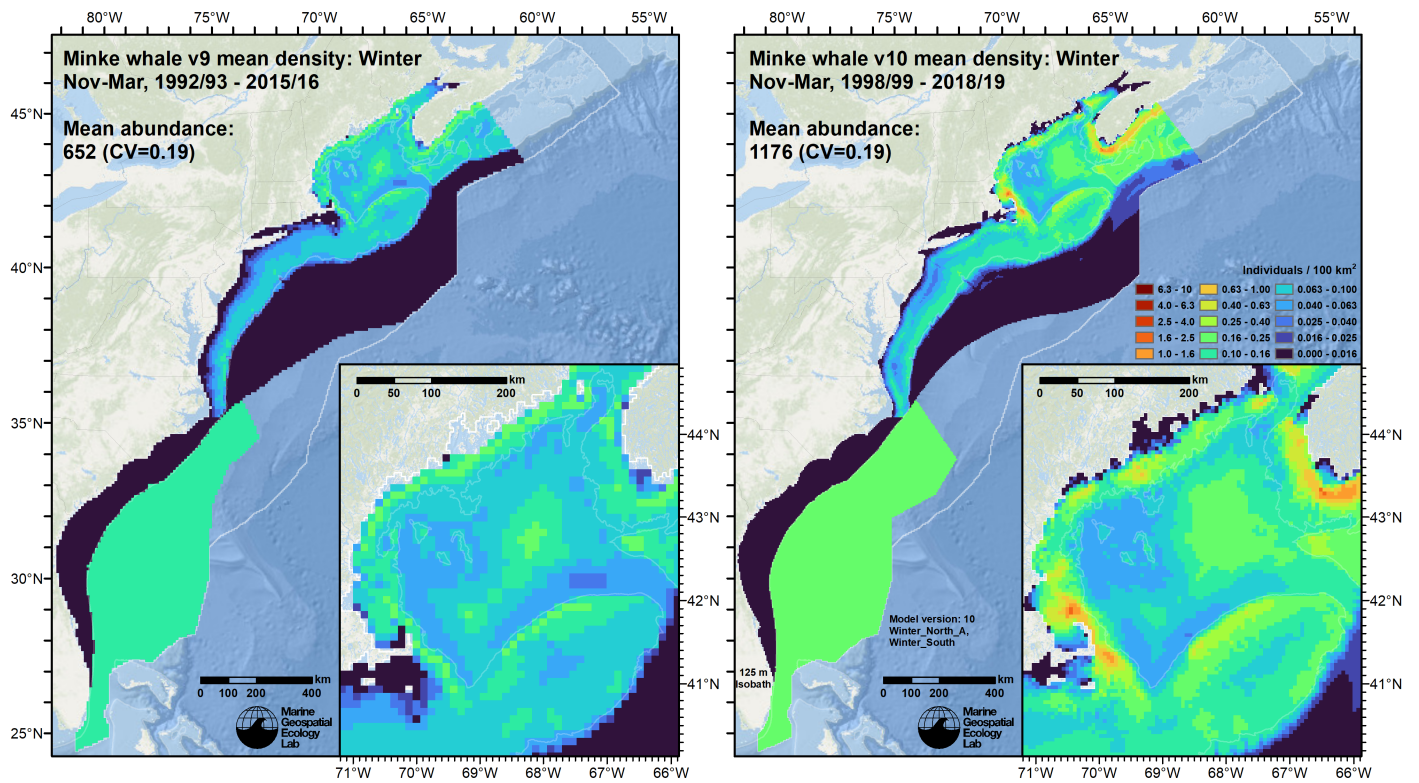 80°W 75°W 70°W 65°W 60°W 55°W
80°W 75°W 70°W 65°W 60°W 55°W
Minke whale v9 mean density: Winter
Nov-Mar, 1992/93 - 2015/16
Mean abundance:
652 (CV=0.19)
45°N
40°N
35°N
30°N
25°N
km
0 50 100 200
44°N
43°N
42°N
41°N
km
0 100 200 400
Marine
Geospatial
Ecology
Lab
71°W 70°W 69°W 68°W 67°W 66°W
Minke whale v10 mean density: Winter
Nov-Mar, 1998/99 - 2018/19
Mean abundance:
1176 (CV=0.19)
Individuals / 100 km2
6.3 - 10 0.63 - 1.00 0.063 - 0.100
4.0 - 6.3 0.40 - 0.63 0.040 - 0.063
2.5 - 4.0 0.25 - 0.40 0.025 - 0.040
1.6 - 2.5 0.16 - 0.25 0.016 - 0.025
1.0 - 1.6 0.10 - 0.16 0.000 - 0.016
km
0 50 100 200
Model version: 10
Winter_North_A,
Winter_South
125 m
Isobath
km
0 100 200 400
Marine
Geospatial
Ecology
Lab
44°N
43°N
42°N
41°N
71°W 70°W 69°W 68°W 67°W 66°W